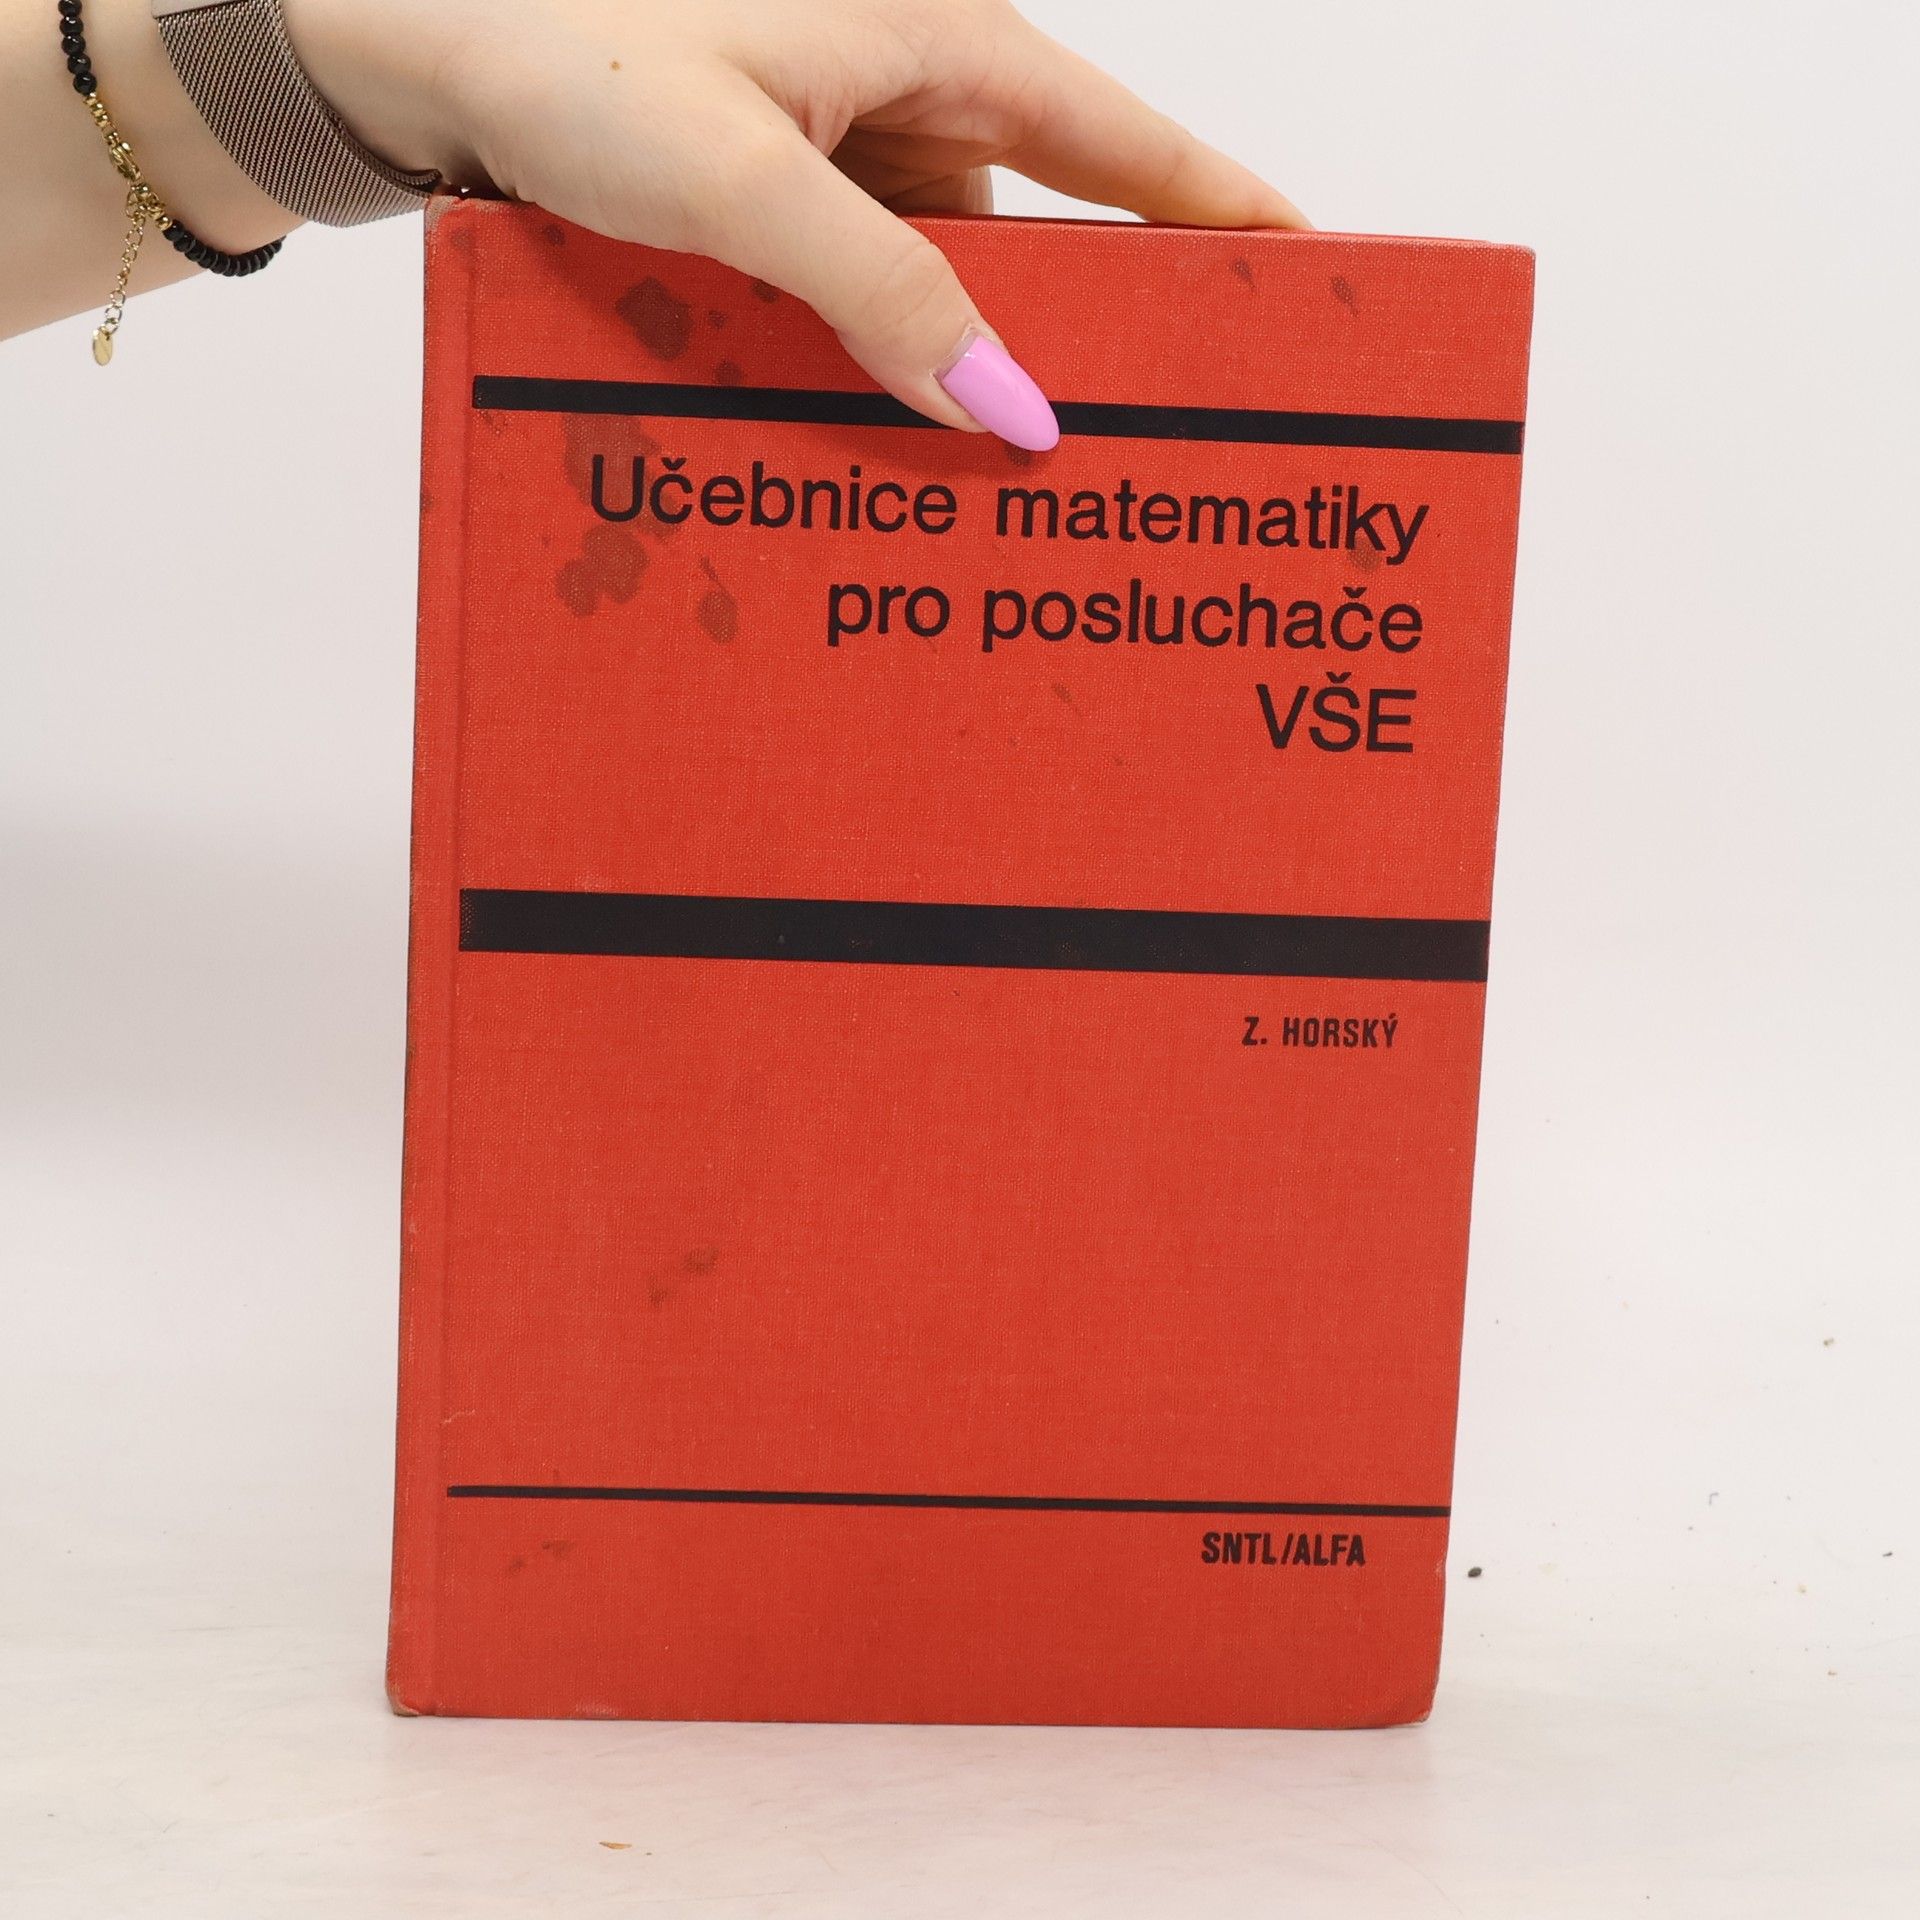 Učebnice matematiky
pro posluchače
VŠE
Z. HORSKÝ
SNTL/ALFA